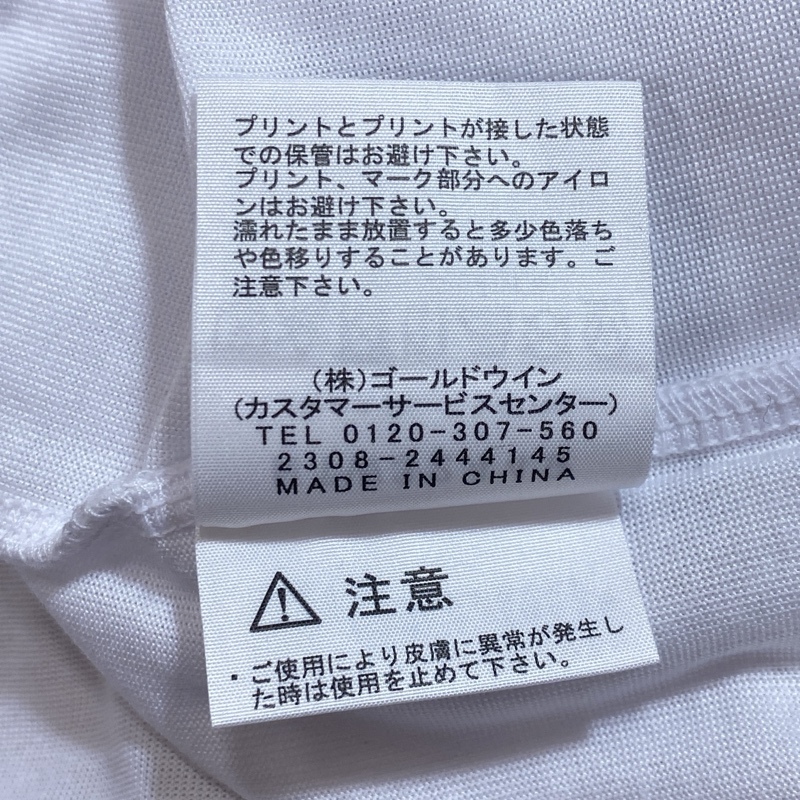 プリントとプリントが接した状態
での保管はお避け下さい。
プリント、マーク部分へのアイロ
ンはお避け下さい。
濡れたまま放置すると多少色落ち
や色移りすることがあります。ご
注意下さい。
(株)ゴールドウイン
(カスタマーサービスセンター)
TEL 0120-307-560
2308-2444145
MADE IN CHINA
注意
・ご使用により皮膚に異常が発生し
た時は使用を止めて下さい。